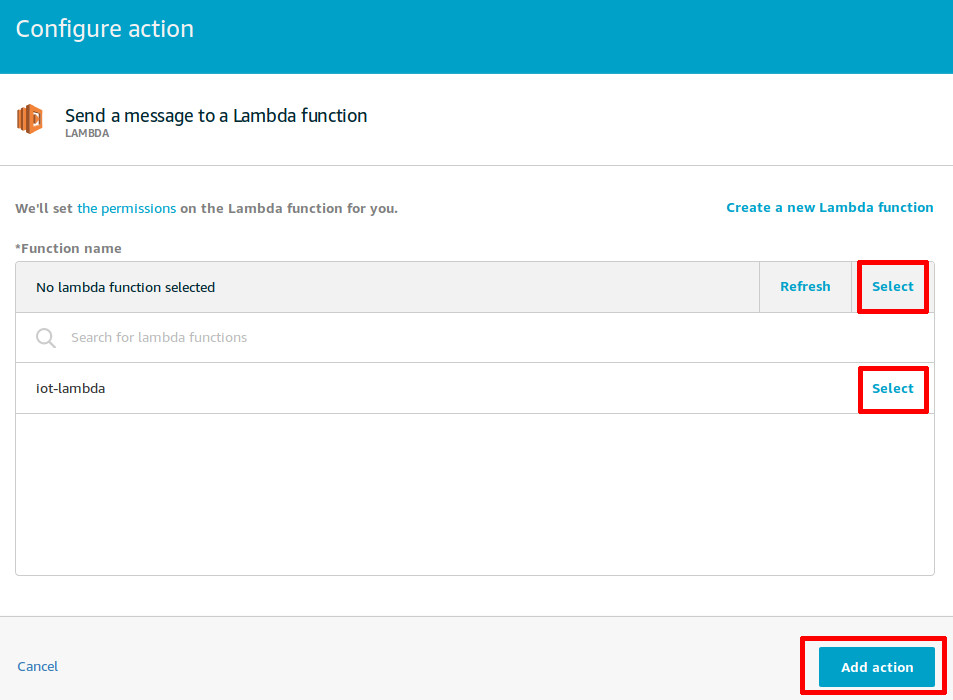 Configure action
Send a message to a Lambda function
LAMBDA
We'll set the permissions on the Lambda function for you.
Create a new Lambda function
*Function name
No lambda function selected
Refresh
Select
Search for lambda functions
iot-lambda
Select
Cancel
Add action